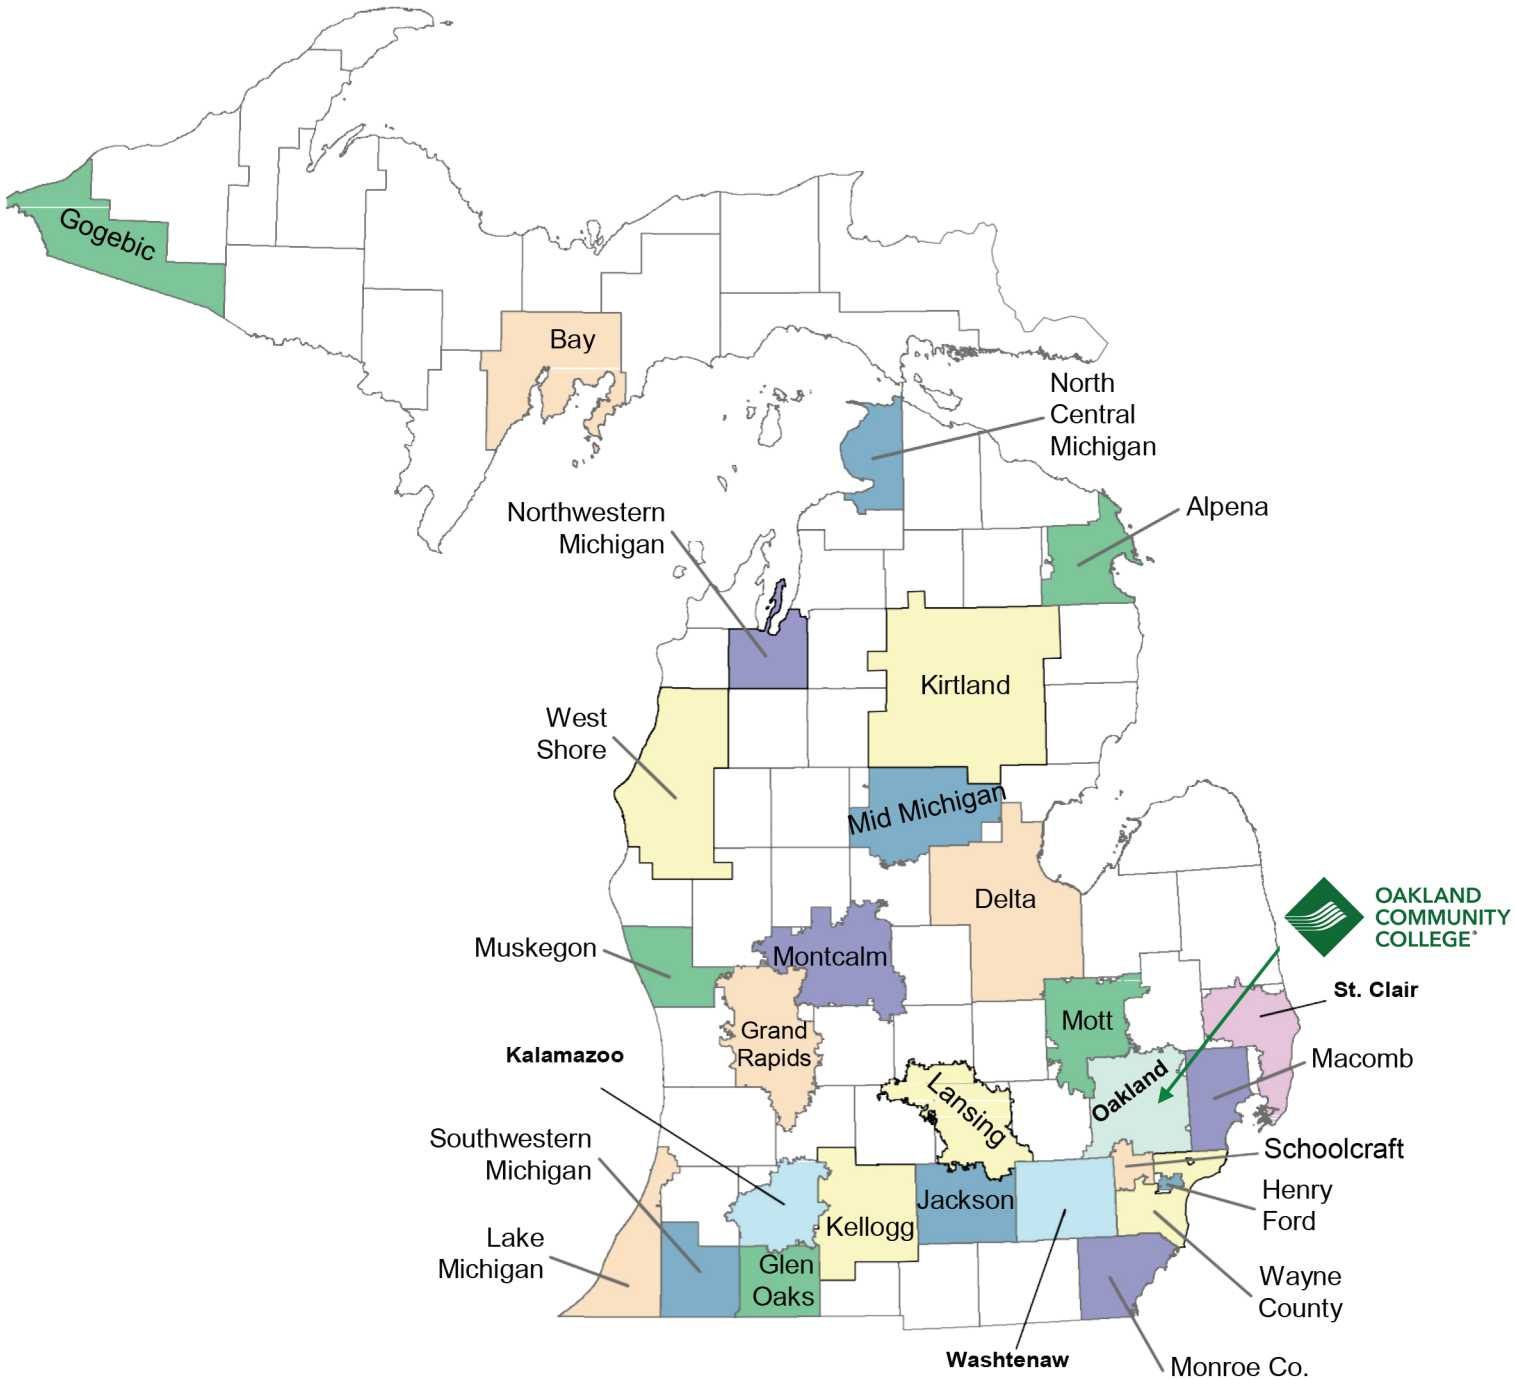 Gogebic
Bay
North
Central
Michigan
Northwestern
Michigan
Alpena
Kirtland
West
Shore
Mid Michigan
Delta
OAKLAND
COMMUNITY
COLLEGE®
Muskegon
Montcalm
St. Clair
Mott
Grand
Rapids
Kalamazoo
Macomb
Oakland
Lansing
Southwestern
Michigan
Schoolcraft
Jackson
Henry
Ford
Kellogg
Lake
Michigan
Glen
Oaks
Wayne
County
Washtenaw
Monroe Co.